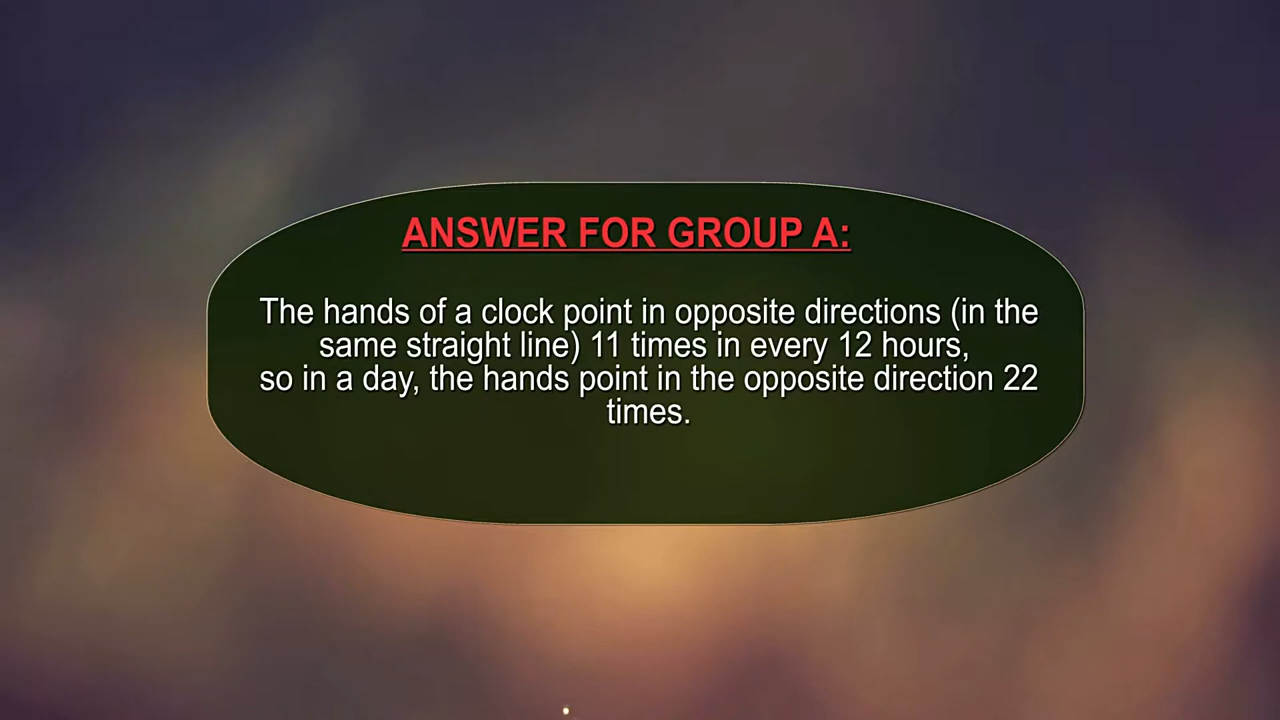 ANSWER FOR GROUP A:
The hands of a clock point in opposite directions (in the
same straight line) 11 times in every 12 hours,
so in a day, the hands point in the opposite direction 22
times.